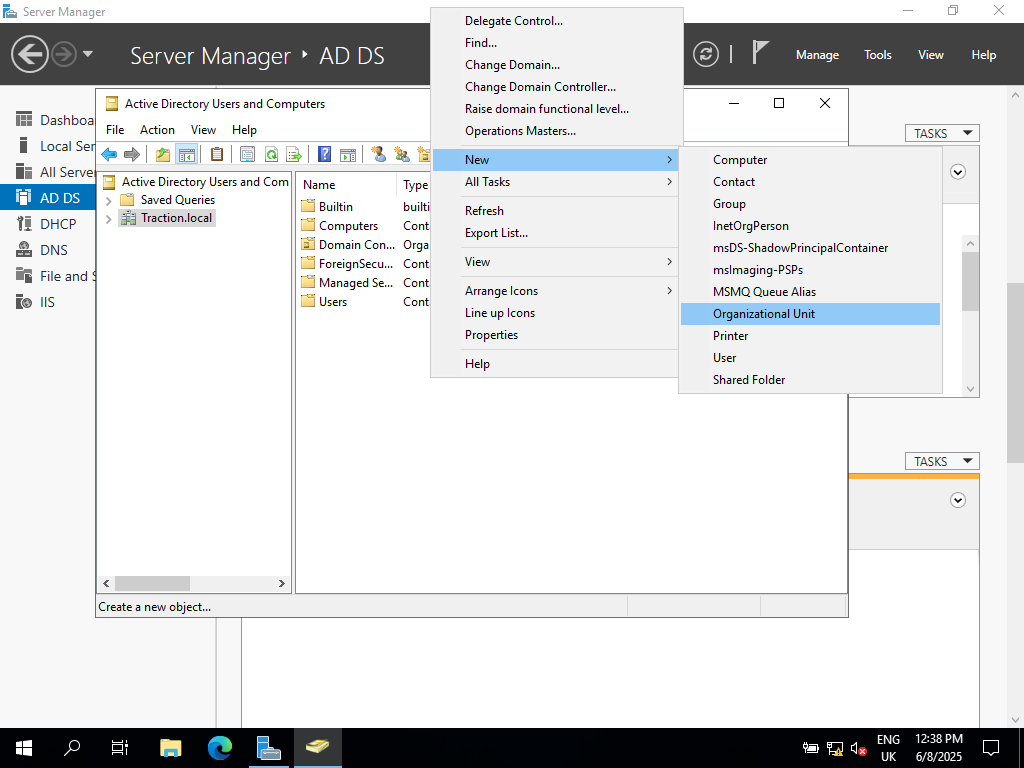 Server Manager
Server Manager ‣ AD DS
Manage
Tools
View
Help
Dashboa
Local Ser
All Server
AD DS
DHCP
DNS
File and S
IIS
Active Directory Users and Computers
File
Action
View
Help
Active Directory Users and Com
Saved Queries
Traction.local
Name
Type
Builtin
builti
Computers
Cont
Domain Con...
Orga
ForeignSecu...
Cont
Managed Se...
Cont
Users
Cont
Create a new object...
Delegate Control...
Find...
Change Domain...
Change Domain Controller...
Raise domain functional level...
Operations Masters...
New
All Tasks
Refresh
Export List...
View
Arrange Icons
Line up Icons
Properties
Help
Computer
Contact
Group
InetOrgPerson
msDS-ShadowPrincipalContainer
msImaging-PSPs
MSMQ Queue Alias
Organizational Unit
Printer
User
Shared Folder
TASKS
TASKS
ENG
UK
12:38 PM
6/8/2025